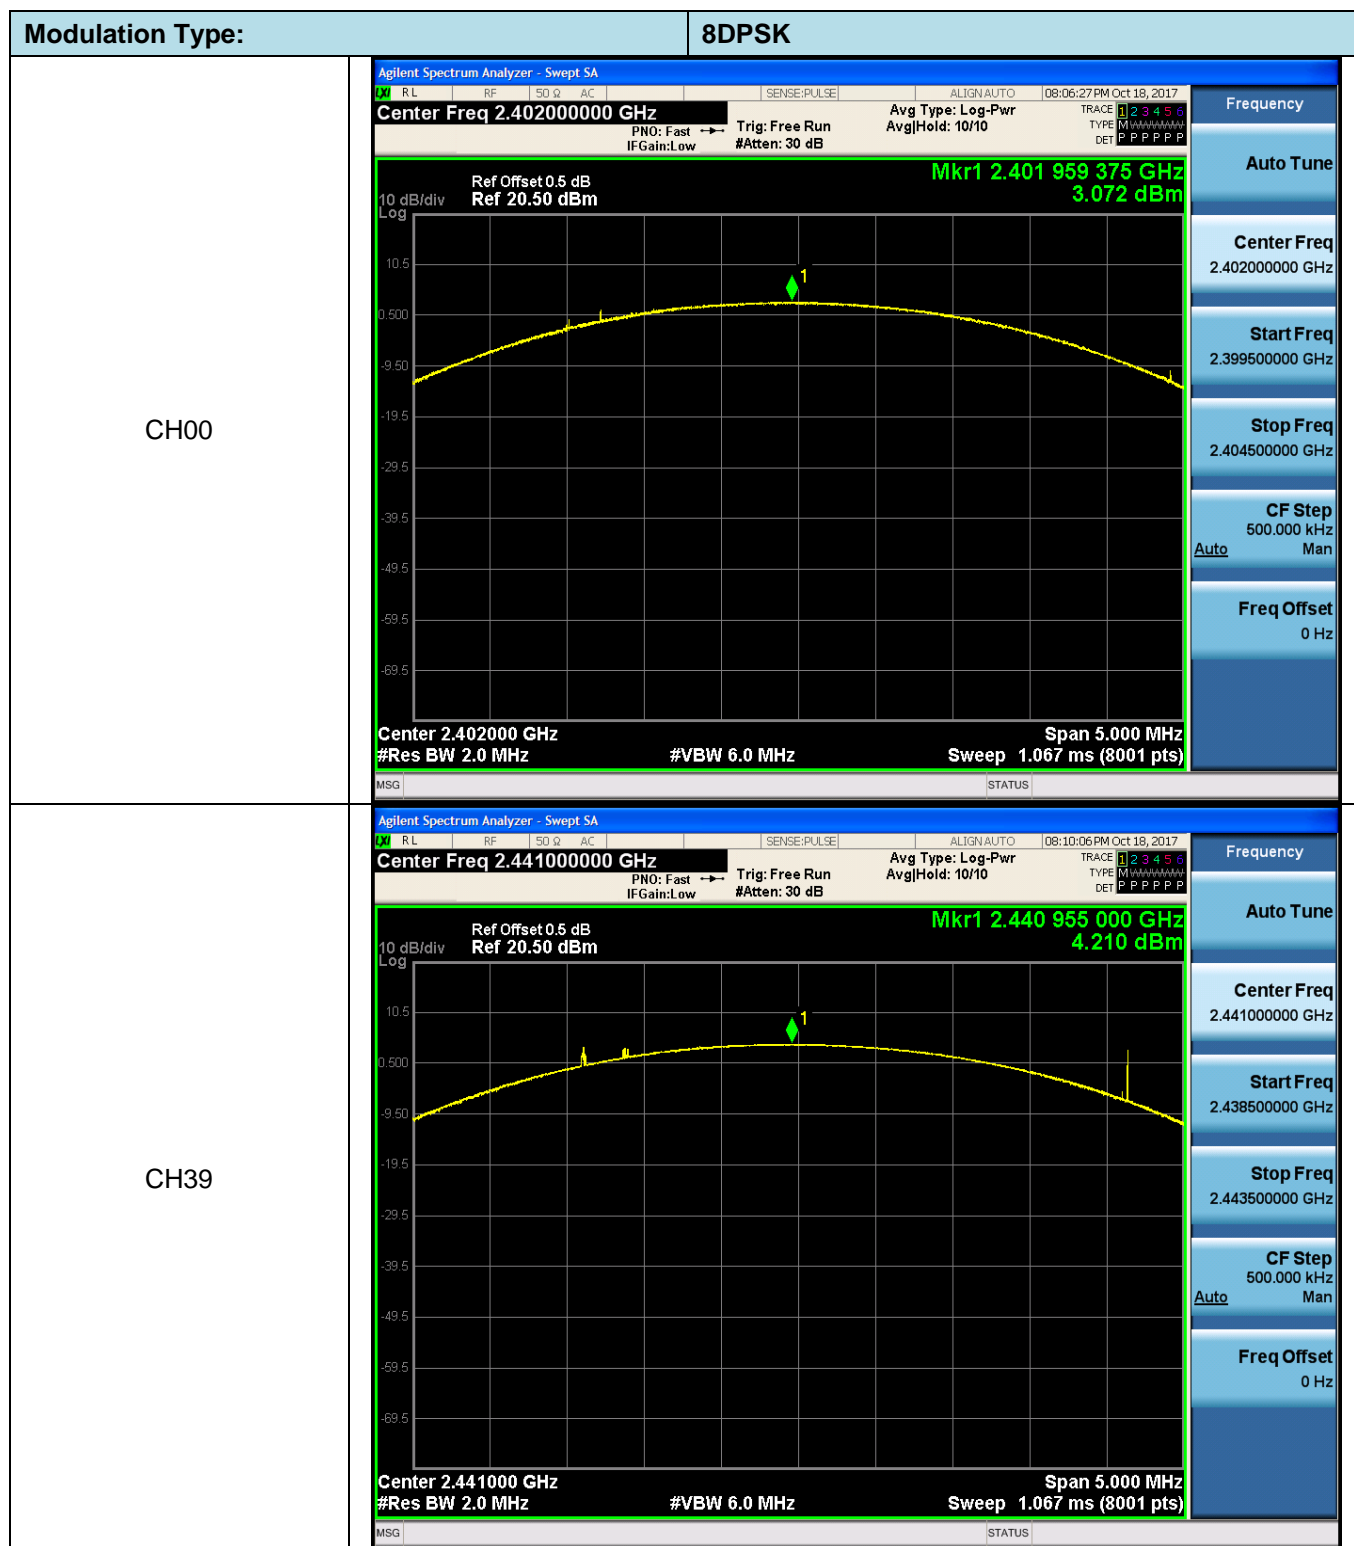 Modulation Type: 8DPSK
CH00
Agilent Spectrum Analyzer - Swept SA
LXI RL RF 50 Ω AC SENSE:PULSE ALIGN AUTO 08:06:27 PM Oct 18, 2017
Center Freq 2.402000000 GHz
PNO: Fast
IFGain:Low
Trig: Free Run
#Atten: 30 dB
Avg Type: Log-Pwr
Avg|Hold: 10/10
TRACE 1 2 3 4 5 6
TYPE M
DET P P P P P P
Mkr1 2.401 959 375 GHz
3.072 dBm
Ref Offset 0.5 dB
10 dB/div Ref 20.50 dBm
Log
1
10.5
0.500
-9.50
-19.5
-29.5
-39.5
-49.5
-59.5
-69.5
Center 2.402000 GHz Span 5.000 MHz
#Res BW 2.0 MHz #VBW 6.0 MHz Sweep 1.067 ms (8001 pts)
MSG STATUS
Frequency
Auto Tune
Center Freq
2.402000000 GHz
Start Freq
2.399500000 GHz
Stop Freq
2.404500000 GHz
CF Step
500.000 kHz
Auto Man
Freq Offset
0 Hz
CH39
Agilent Spectrum Analyzer - Swept SA
LXI RL RF 50 Ω AC SENSE:PULSE ALIGN AUTO 08:10:06 PM Oct 18, 2017
Center Freq 2.441000000 GHz
PNO: Fast
IFGain:Low
Trig: Free Run
#Atten: 30 dB
Avg Type: Log-Pwr
Avg|Hold: 10/10
TRACE 1 2 3 4 5 6
TYPE M
DET P P P P P P
Mkr1 2.440 955 000 GHz
4.210 dBm
Ref Offset 0.5 dB
10 dB/div Ref 20.50 dBm
Log
1
10.5
0.500
-9.50
-19.5
-29.5
-39.5
-49.5
-59.5
-69.5
Center 2.441000 GHz Span 5.000 MHz
#Res BW 2.0 MHz #VBW 6.0 MHz Sweep 1.067 ms (8001 pts)
MSG STATUS
Frequency
Auto Tune
Center Freq
2.441000000 GHz
Start Freq
2.438500000 GHz
Stop Freq
2.443500000 GHz
CF Step
500.000 kHz
Auto Man
Freq Offset
0 Hz